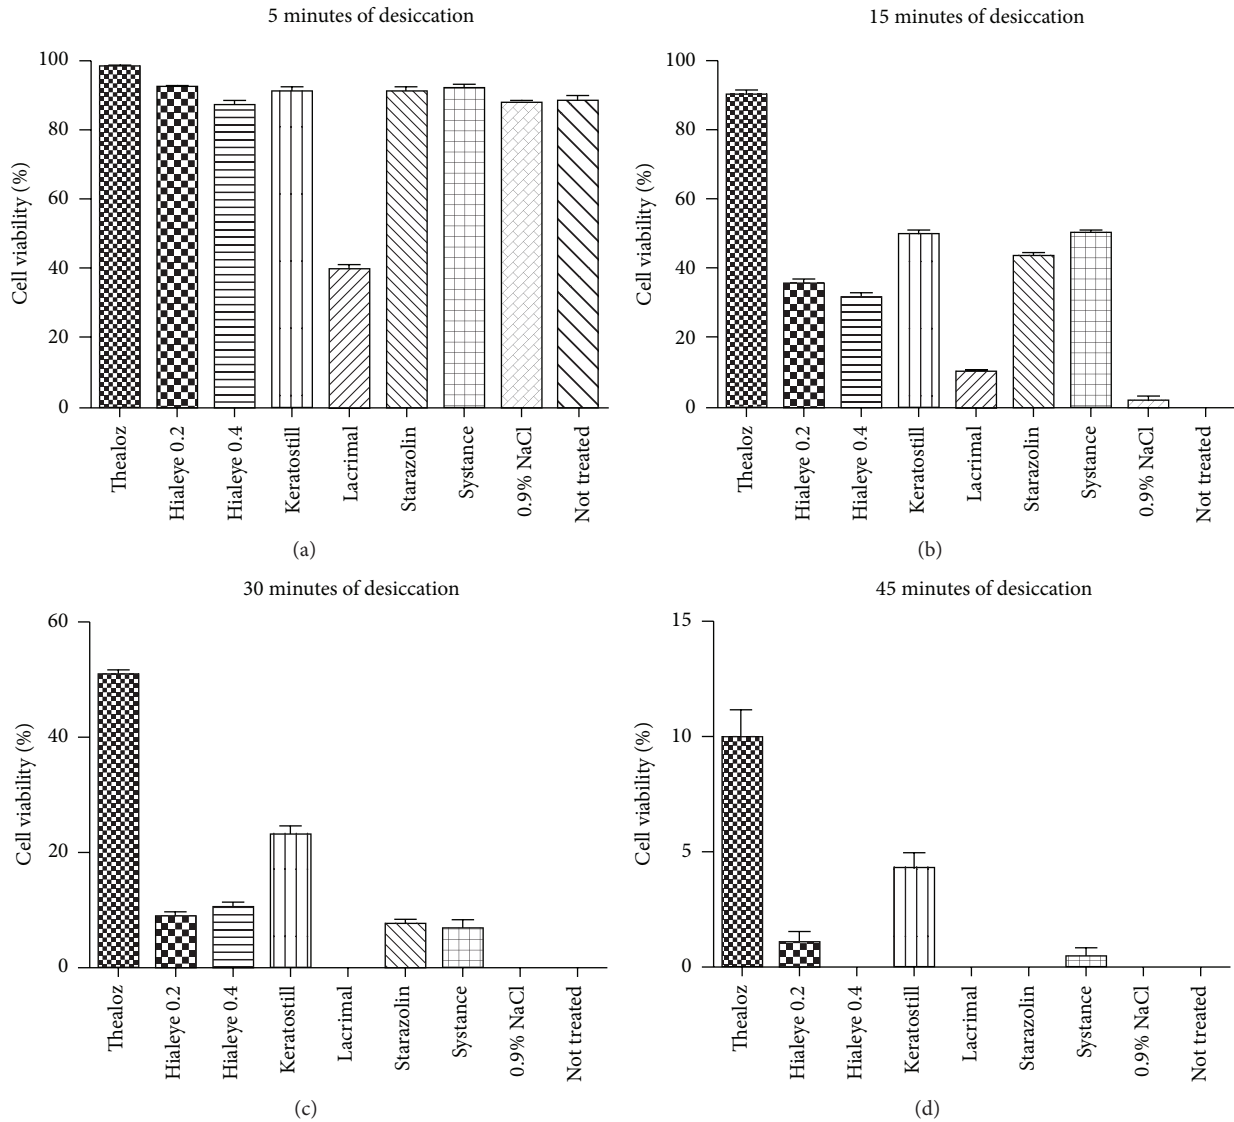 5 minutes of desiccation
100
80
60
40
20
0
Cell viability (%)
Thealoz
Hialeye 0.2
Hialeye 0.4
Keratostill
Lacrimal
Starazolin
Systance
0.9% NaCl
Not treated
(a)
15 minutes of desiccation
100
80
60
40
20
0
Cell viability (%)
Thealoz
Hialeye 0.2
Hialeye 0.4
Keratostill
Lacrimal
Starazolin
Systance
0.9% NaCl
Not treated
(b)
30 minutes of desiccation
60
40
20
0
Cell viability (%)
Thealoz
Hialeye 0.2
Hialeye 0.4
Keratostill
Lacrimal
Starazolin
Systance
0.9% NaCl
Not treated
(c)
45 minutes of desiccation
15
10
5
0
Cell viability (%)
Thealoz
Hialeye 0.2
Hialeye 0.4
Keratostill
Lacrimal
Starazolin
Systance
0.9% NaCl
Not treated
(d)